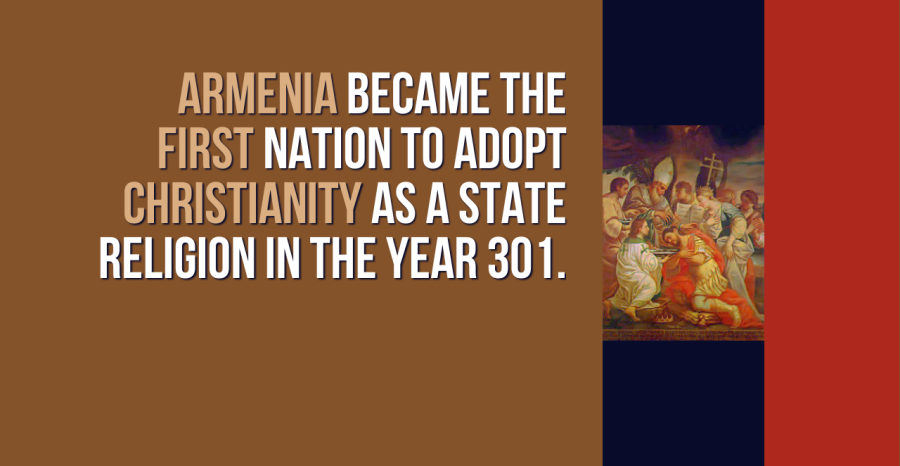 ARMENIA BECAME THE
FIRST NATION TO ADOPT
CHRISTIANITY AS A STATE
RELIGION IN THE YEAR 301.